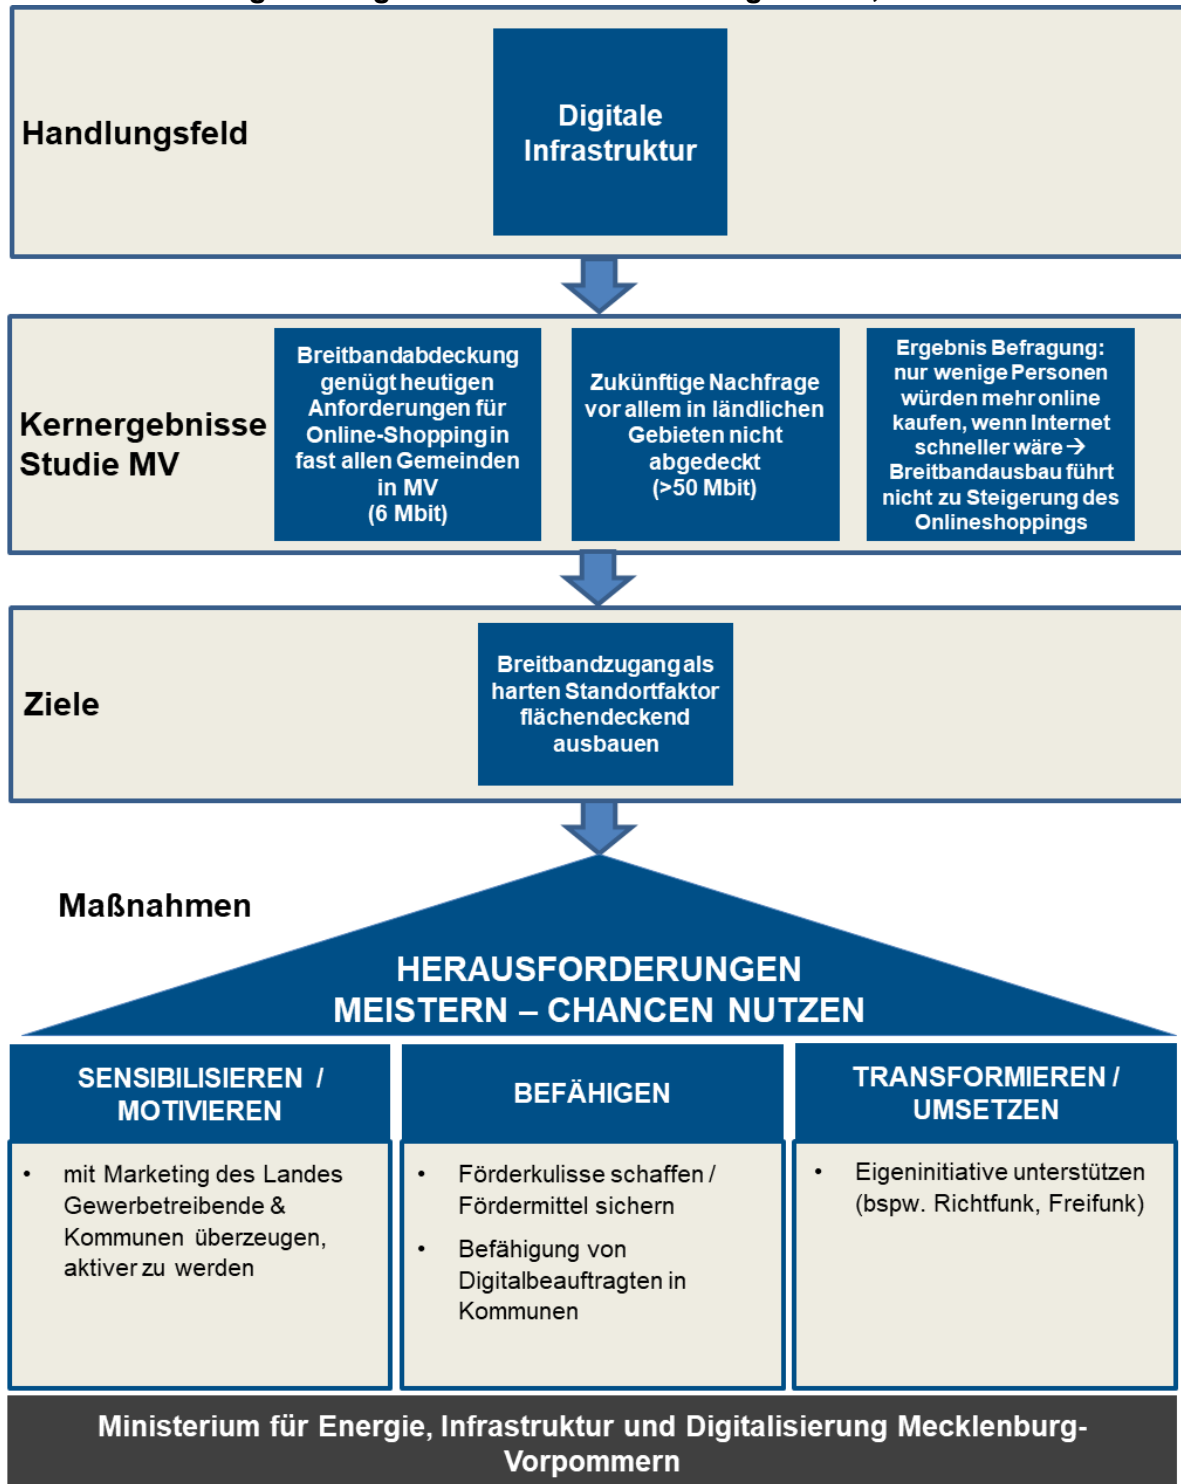 Handlungsfeld
Digitale
Infrastruktur
Kernergebnisse
Studie MV
Breitbandabdeckung
genügt heutigen
Anforderungen für
Online-Shopping in
fast allen Gemeinden
in MV
(6 Mbit)
Zukünftige Nachfrage
vor allem in ländlichen
Gebieten nicht
abgedeckt
(>50 Mbit)
Ergebnis Befragung:
nur wenige Personen
würden mehr online
kaufen, wenn Internet
schneller wäre →
Breitbandausbau führt
nicht zu Steigerung des
Onlineshoppings
Ziele
Breitbandzugang als
harten Standortfaktor
flächendeckend
ausbauen
Maßnahmen
HERAUSFORDERUNGEN
MEISTERN – CHANCEN NUTZEN
SENSIBILISIEREN /
MOTIVIEREN
• mit Marketing des Landes
Gewerbetreibende &
Kommunen überzeugen,
aktiver zu werden
BEFÄHIGEN
• Förderkulisse schaffen /
Fördermittel sichern
• Befähigung von
Digitalbeauftragten in
Kommunen
TRANSFORMIEREN /
UMSETZEN
• Eigeninitiative unterstützen
(bspw. Richtfunk, Freifunk)
Ministerium für Energie, Infrastruktur und Digitalisierung Mecklenburg-
Vorpommern